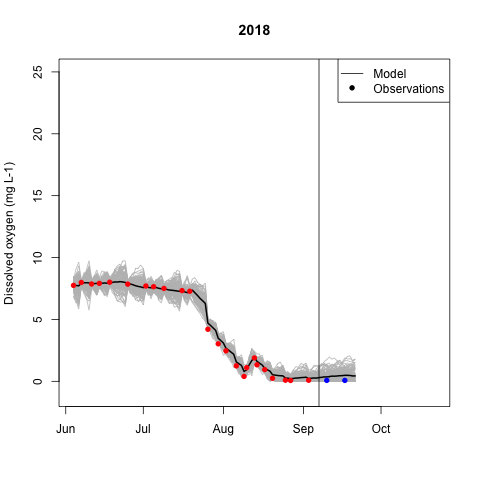 2018
Dissolved oxygen (mg L-1)
25
20
15
10
5
0
Model
Observations
Jun
Jul
Aug
Sep
Oct